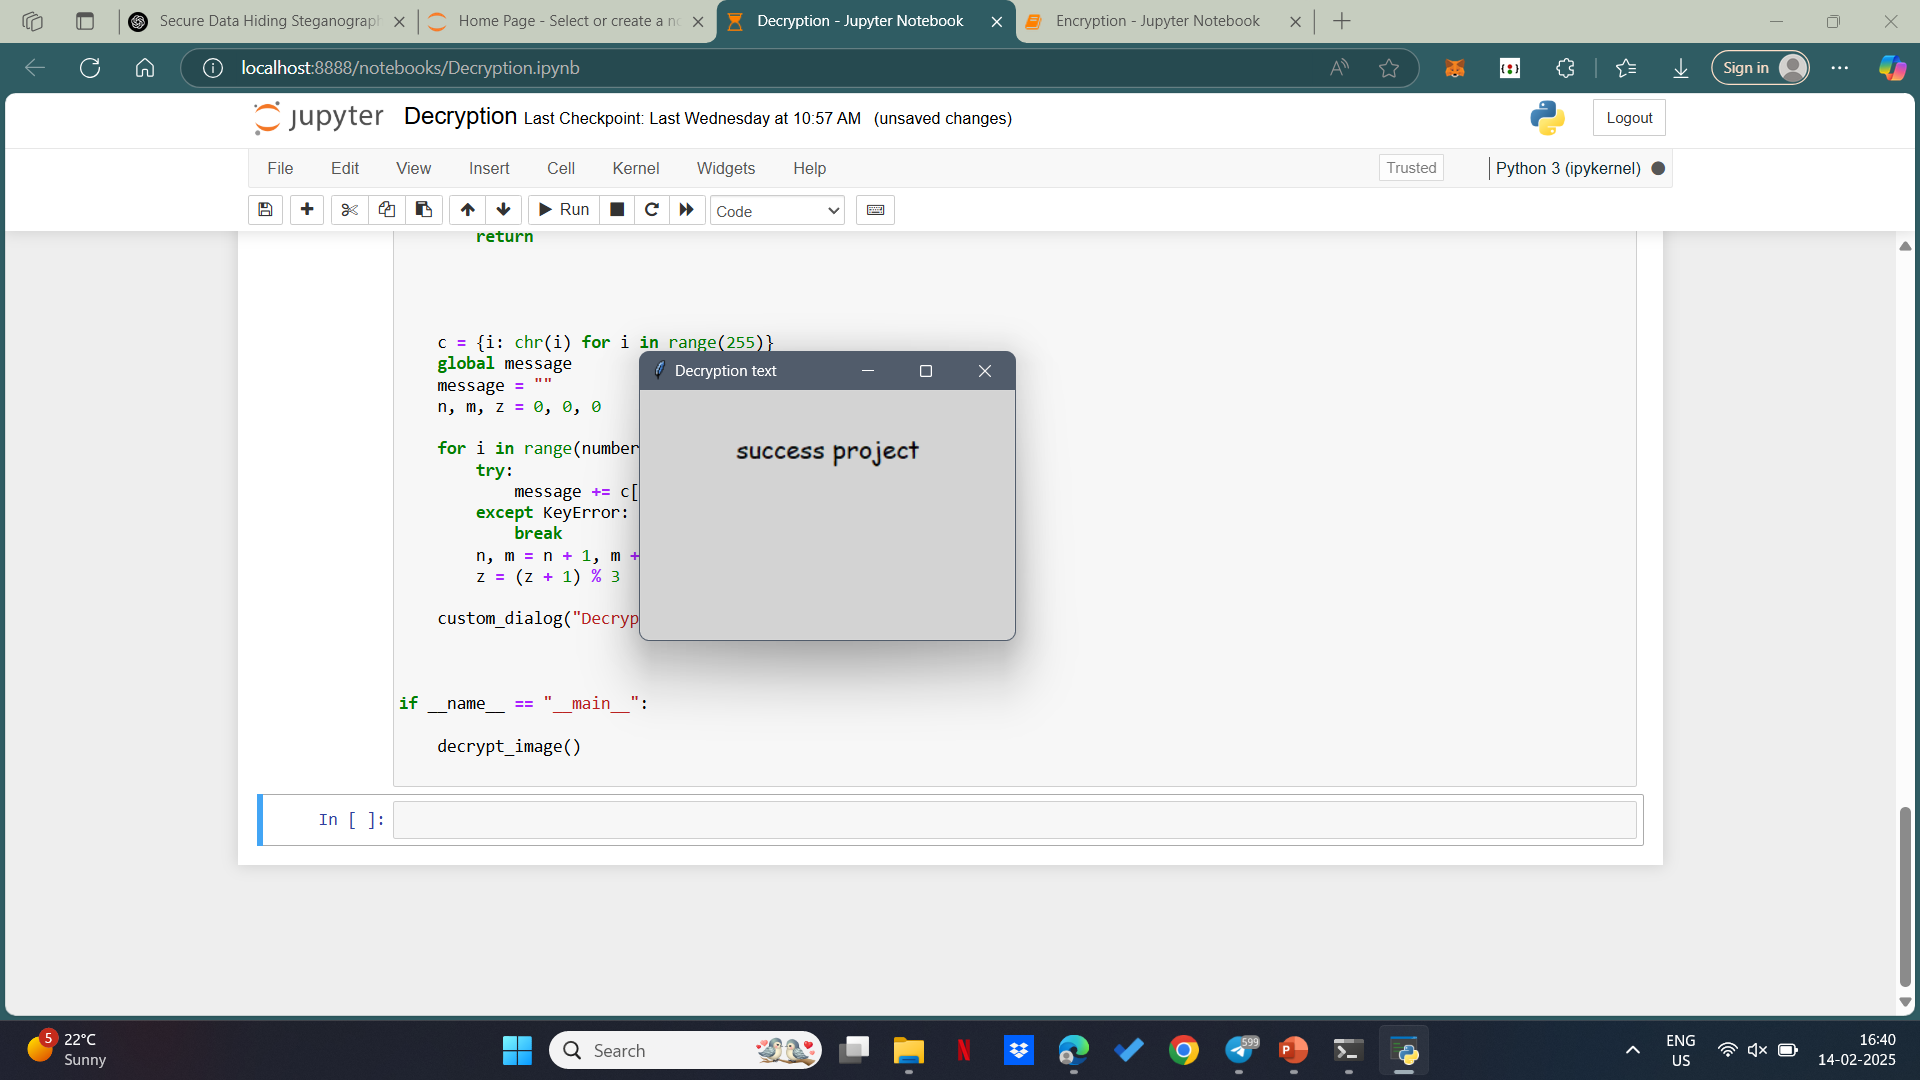 Secure Data Hiding Steganograph
Home Page - Select or create a no
Decryption - Jupyter Notebook
Encryption - Jupyter Notebook
localhost:8888/notebooks/Decryption.ipynb
Sign in
jupyter Decryption Last Checkpoint: Last Wednesday at 10:57 AM (unsaved changes)
Logout
File Edit View Insert Cell Kernel Widgets Help
Trusted
Python 3 (ipykernel)
Run
Code
return
c = {i: chr(i) for i in range(255)}
global message
message = ""
n, m, z = 0, 0, 0
for i in range(number
try:
message += c[
except KeyError:
break
n, m = n + 1, m +
z = (z + 1) % 3
custom_dialog("Decryp
Decryption text
success project
if __name__ == "__main__":
decrypt_image()
In [ ]:
5
22°C
Sunny
Search
599
ENG
US
16:40
14-02-2025